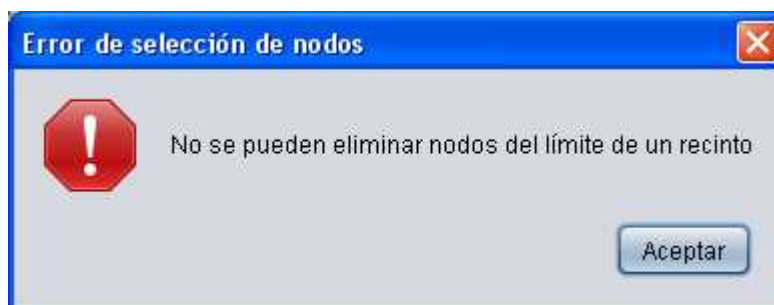 Error de selección de nodos
No se pueden eliminar nodos del límite de un recinto
Aceptar